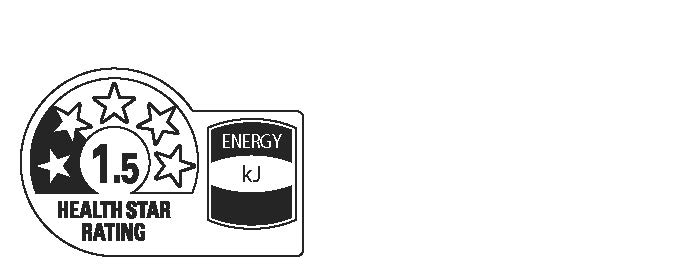 1.5
HEALTH STAR
RATING
ENERGY
kJ